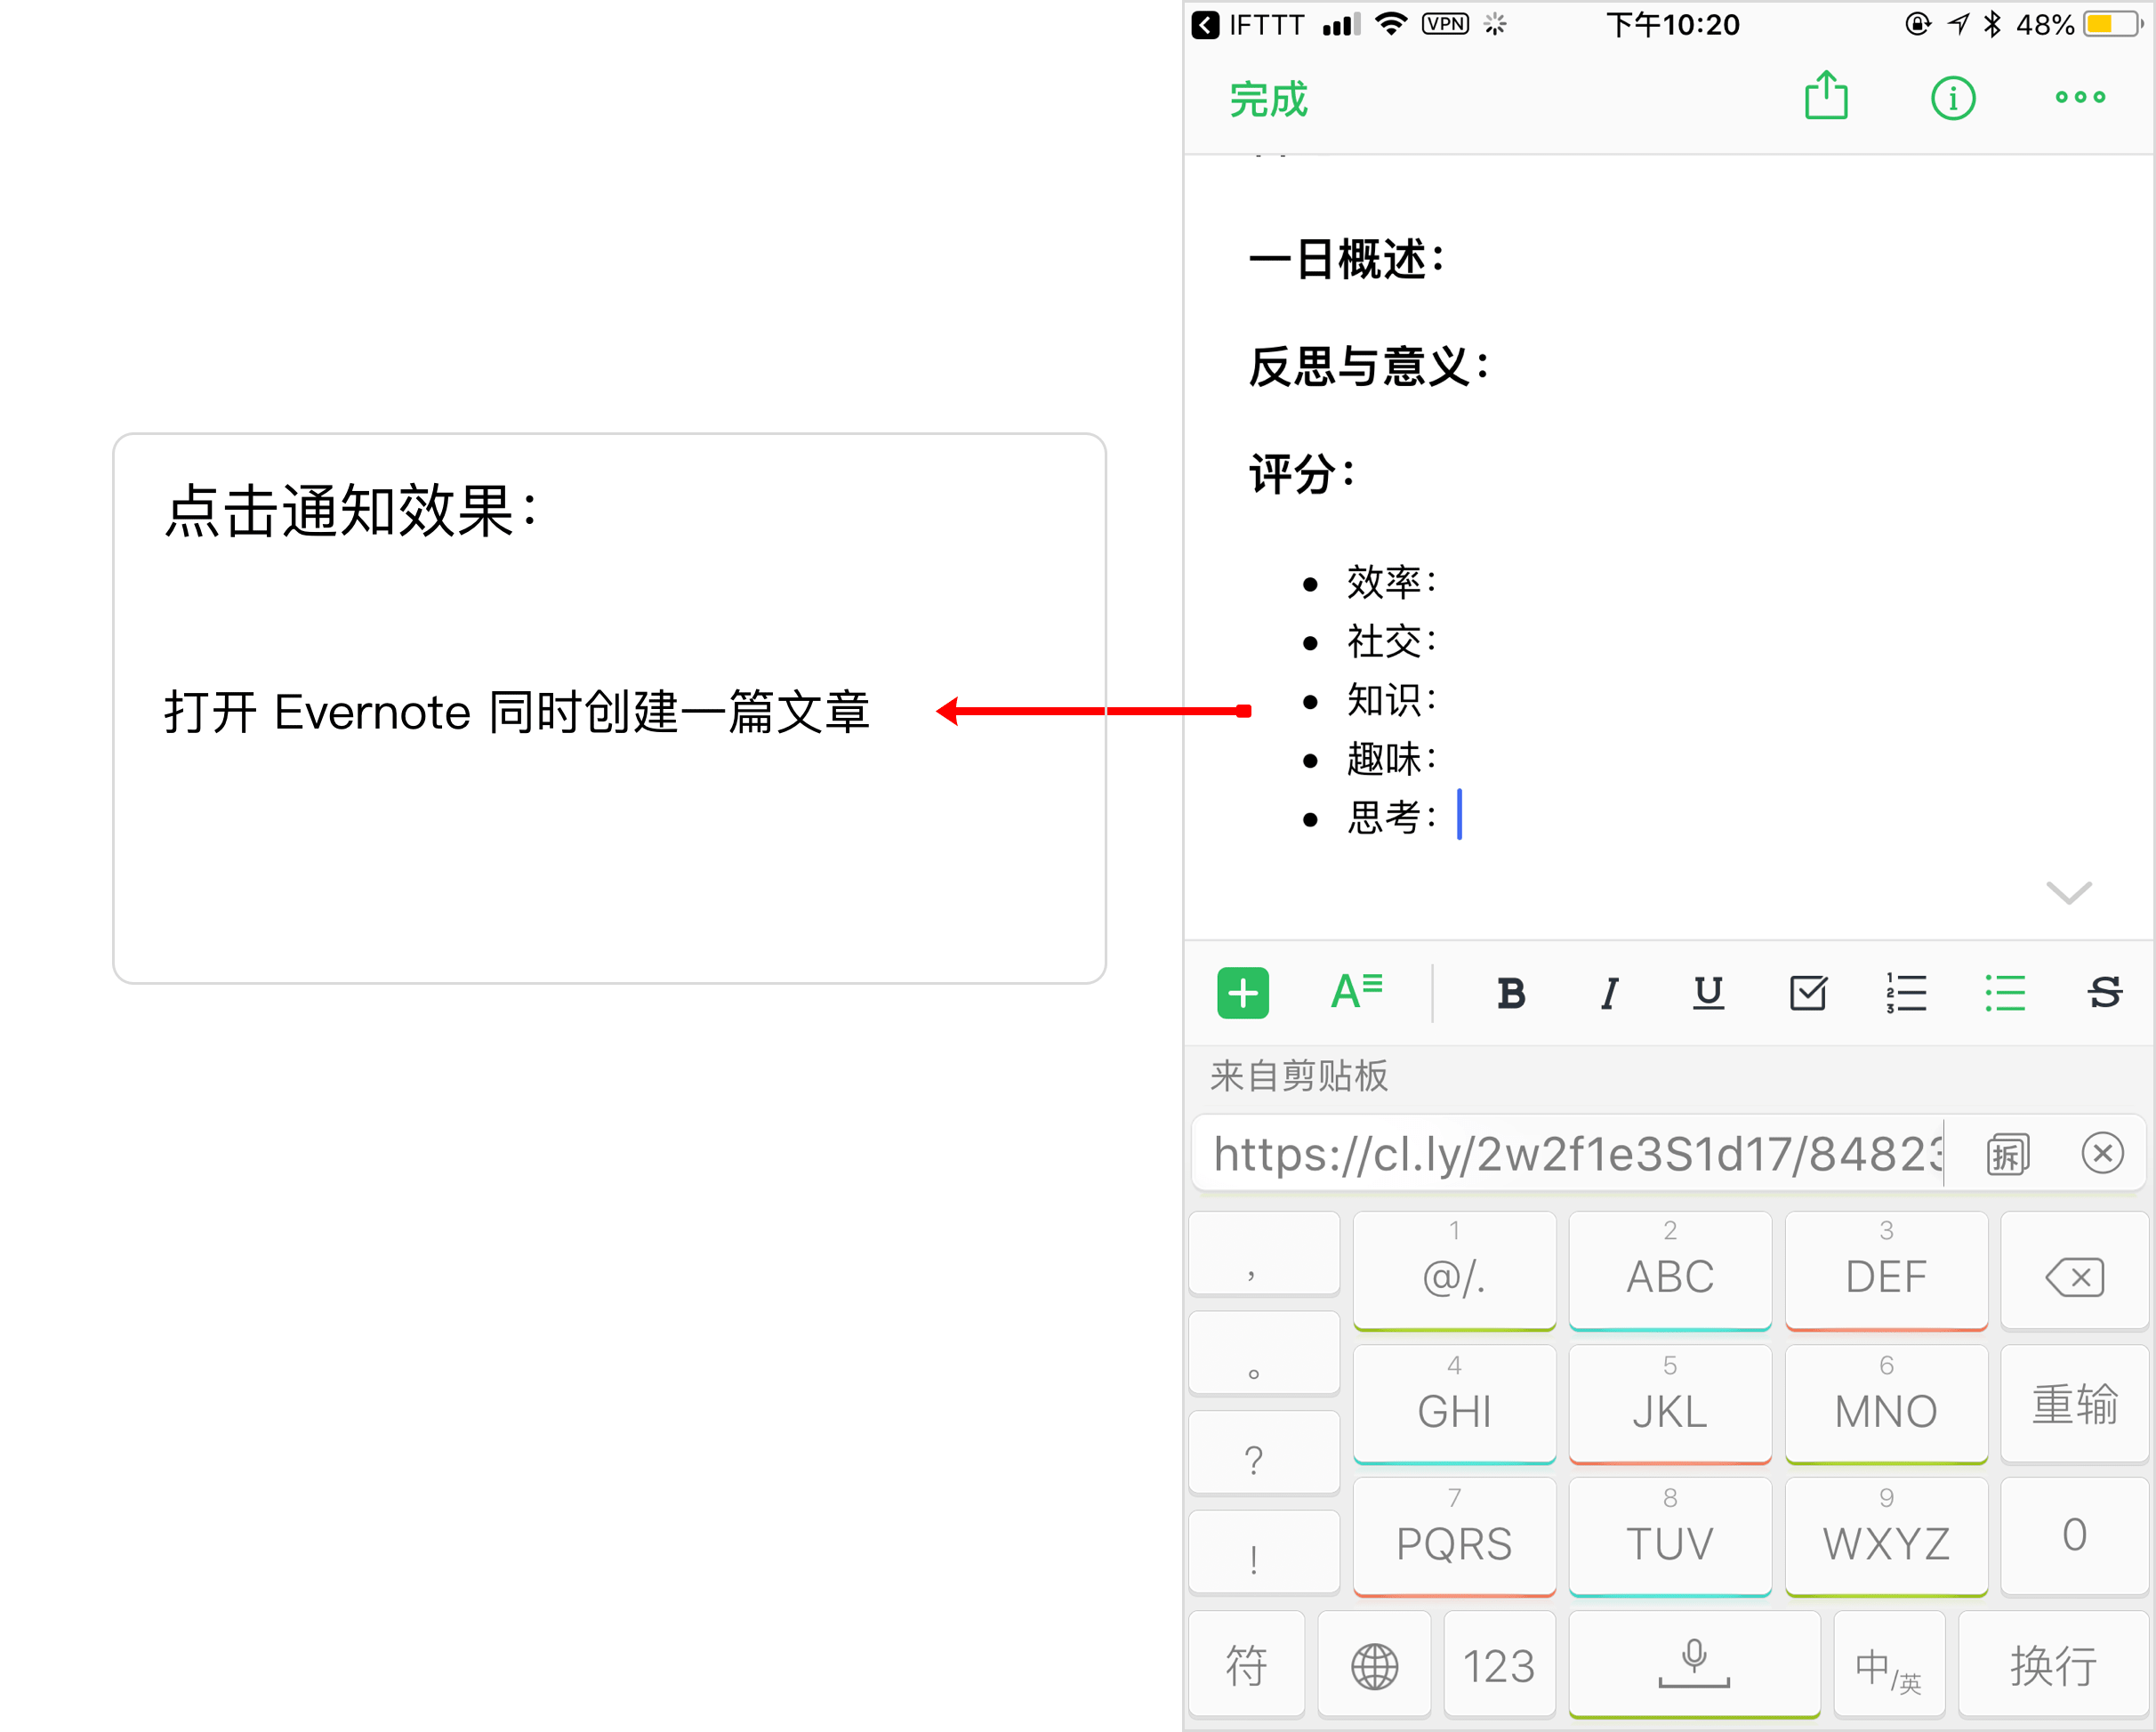 点击通知效果：
打开 Evernote 同时创建一篇文章
IFTTT VPN 下午10:20 48%
完成
一日概述：
反思与意义：
评分：
效率：
社交：
知识：
趣味：
思考：
A B I U S
来自剪贴板
https://cl.ly/2w2f1e3S1d17/84823 拆
， 1 @/. 2 ABC 3 DEF
。 4 GHI 5 JKL 6 MNO 重输
? 7 PQRS 8 TUV 9 WXYZ 0
!
符 123 中/英 换行